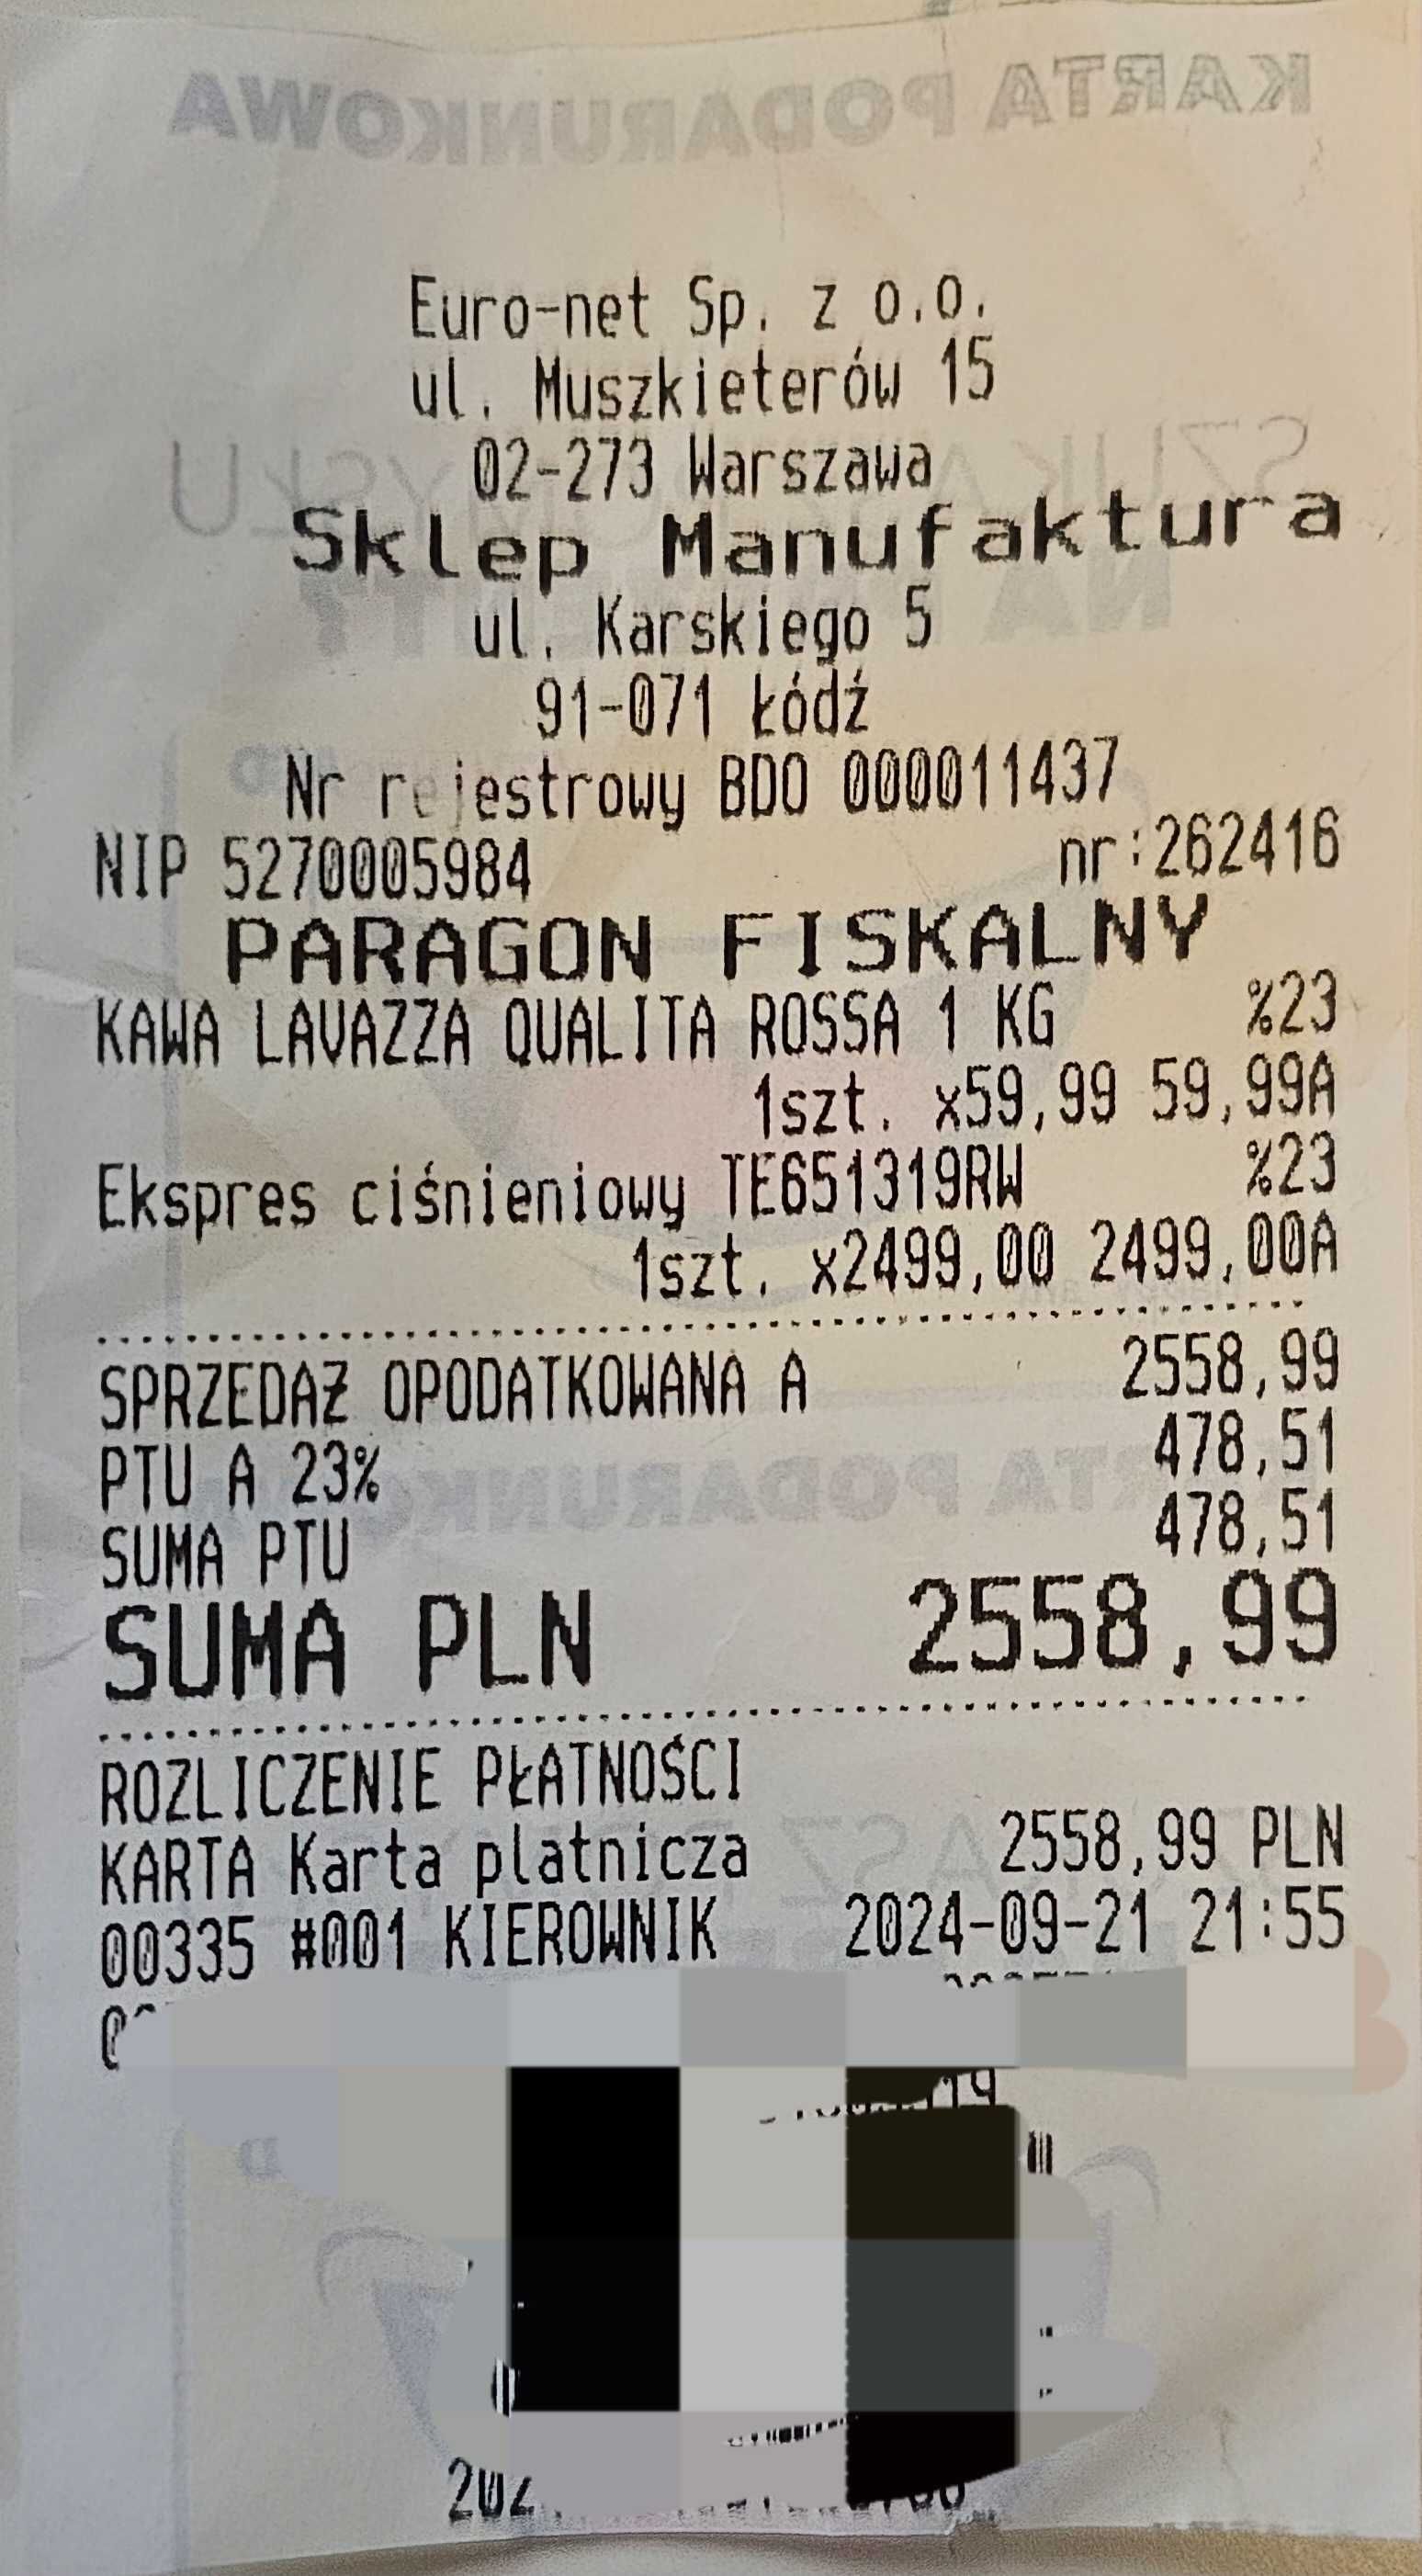 KARTA PODARUNKOWA
Euro-net Sp. z o.o.
ul. Muszkieterów 15
02-273 Warszawa
Sklep Manufaktura
ul. Karskiego 5
91-071 Łódź
Nr rejestrowy BDO 000011437
NIP 5270005984 nr:262416
PARAGON FISKALNY
KAWA LAVAZZA QUALITA ROSSA 1 KG %23
1szt. x59,99 59,99A
Ekspres ciśnieniowy TE651319RW %23
1szt. x2499,00 2499,00A
SPRZEDAŻ OPODATKOWANA A 2558,99
PTU A 23% 478,51
SUMA PTU 478,51
SUMA PLN 2558,99
ROZLICZENIE PŁATNOŚCI
KARTA Karta platnicza 2558,99 PLN
00335 #001 KIEROWNIK 2024-09-21 21:55